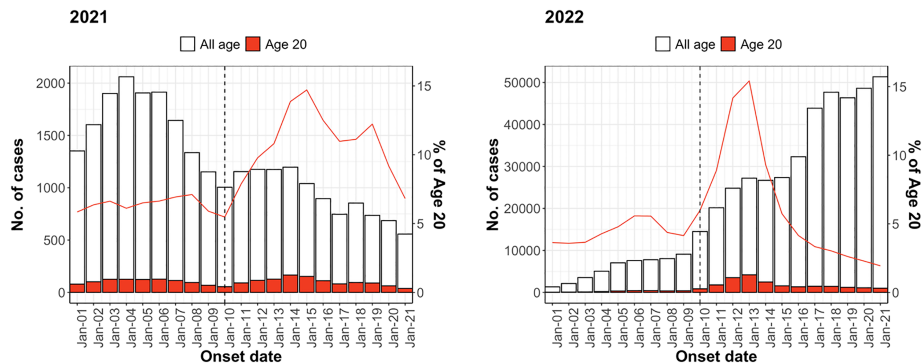 2021
All age Age 20
No. of cases
2000
1500
1000
500
0
15
10
5
0
% of Age 20
Jan-01 Jan-02 Jan-03 Jan-04 Jan-05 Jan-06 Jan-07 Jan-08 Jan-09 Jan-10 Jan-11 Jan-12 Jan-13 Jan-14 Jan-15 Jan-16 Jan-17 Jan-18 Jan-19 Jan-20 Jan-21
Onset date
2022
All age Age 20
No. of cases
50000
40000
30000
20000
10000
0
15
10
5
0
% of Age 20
Jan-01 Jan-02 Jan-03 Jan-04 Jan-05 Jan-06 Jan-07 Jan-08 Jan-09 Jan-10 Jan-11 Jan-12 Jan-13 Jan-14 Jan-15 Jan-16 Jan-17 Jan-18 Jan-19 Jan-20 Jan-21
Onset date